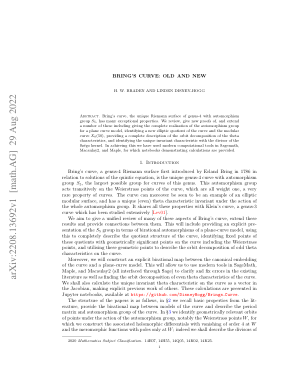 arXiv:2208.13692v1 [math.AG] 29 Aug 2022
BRING'S CURVE: OLD AND NEW
H. W. BRADEN AND LINDEN DISNEY-HOGG
Abstract. Bring's curve, the unique Riemann surface of genus-4 with automorphism
group S5, has many exceptional properties. We review, give new proofs of, and extend
a number of these including giving the complete realisation of the automorphism group
for a plane curve model, identifying a new elliptic quotient of the curve and the modular
curve X0(50), providing a complete description of the orbit decomposition of the theta
characteristics, and identifying the unique invariant characteristic with the divisor of the
Szegő kernel. In achieving this we have used modern computational tools in Sagemath,
Macaulay2, and Maple, for which notebooks demonstrating calculations are provided.
1. Introduction
Bring's curve, a genus-4 Riemann surface first introduced by Erland Bring in 1786 in
relation to solutions of the quintic equation, is the unique genus-4 curve with automorphism
group S5, the largest possible group for curves of this genus. This automorphism group
acts transitively on the Weierstrass points of the curve, which are all weight one, a very
rare property of curves. The curve can moreover be seen to be an example of an elliptic
modular surface, and has a unique (even) theta characteristic invariant under the action of
the whole automorphism group. It shares all these properties with Klein's curve, a genus-3
curve which has been studied extensively
We aim to give a unified review of many of these aspects of Bring's curve, extend these
results and provide connections between them. This will include providing an explicit pre-
sentation of the S5 group in terms of birational automorphisms of a plane curve model, using
this to completely describe the quotient structure of the curve, identifying fixed points of
these quotients with geometrically significant points on the curve including the Weierstrass
points, and utilising these geometric points to describe the orbit decomposition of odd theta
characteristics on the curve.
Moreover, we will construct an explicit birationality between the canonical embedding
of the curve and a plane-curve model. This will allow us to use modern tools in SageMath,
Maple, and Macaulay2 (all interfaced through Sage) to clarify and fix errors in the existing
literature as well as finding the orbit decomposition of even theta characteristics of the curve.
We shall also calculate the unique invariant theta characteristic on the curve as a vector in
the Jacobian, making explicit previous work of others. These calculations are presented in
Jupyter notebooks, available at https://github.com/DisneyHogg/Brings_Curve.
The structure of the paper is as follows, in §2 we recall basic properties from the lit-
erature, provide the birational map between models of the curve and describe the period
matrix and automorphism group of the curve. In §3 we identify geometrically relevant orbits
of points under the action of the automorphism group, notably the Weierstrass points W, for
which we construct the associated holomorphic differentials with vanishing of order 4 at W
and the meromorphic functions with poles only at W; indeed we shall describe the divisors of
2020 Mathematics Subject Classification.
1